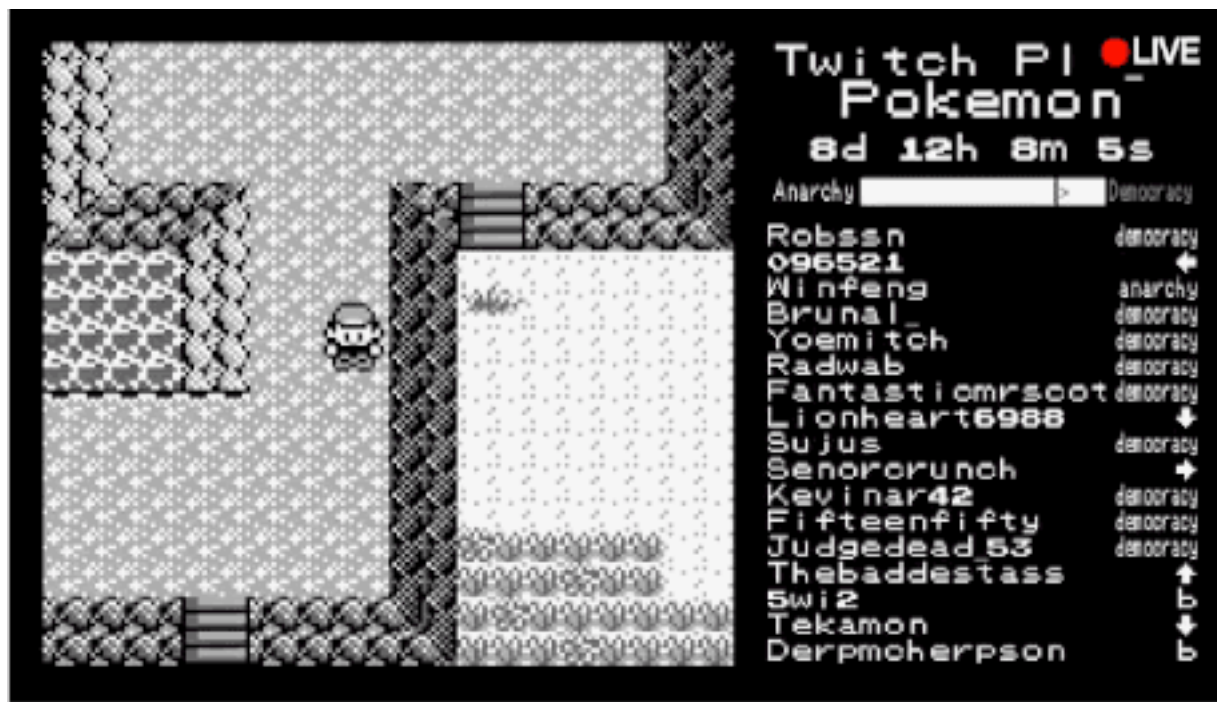 Twitch Pl
LIVE
Pokemon
8d 12h 8m 5s
Anarchy > Democracy
Robssn democracy
096521 ←
Winfeng anarchy
Brunal_ democracy
Yoemitch democracy
Radwab democracy
Fantasticmrscot democracy
Lionheart6988 ↓
Sujus democracy
Senorcrunch →
Kevinar42 democracy
Fifteenfifty democracy
Judgedead_53 democracy
Thebaddestass ↑
5wi2 b
Tekamon ↓
Derpmcherpson b